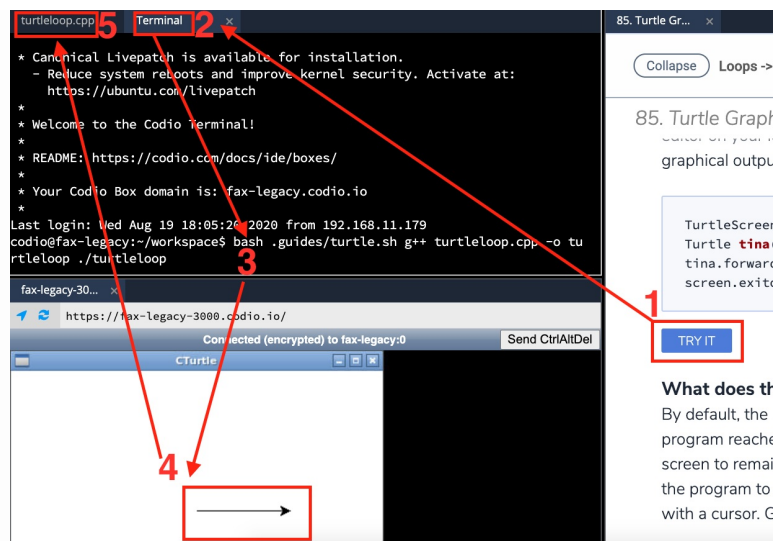 turtleloop.cpp
5
Terminal
2
* Canonical Livepatch is available for installation.
- Reduce system reboots and improve kernel security. Activate at:
https://ubuntu.com/livepatch
*
* Welcome to the Codio Terminal!
*
* README: https://codio.com/docs/ide/boxes/
*
* Your Codio Box domain is: fax-legacy.codio.io
*
Last login: Wed Aug 19 18:05:20 2020 from 192.168.11.179
codio@fax-legacy:~/workspace$ bash .guides/turtle.sh g++ turtleloop.cpp -o tu
rtleloop ./turtleloop
3
fax-legacy-30...
https://fax-legacy-3000.codio.io/
Connected (encrypted) to fax-legacy:0
Send CtrlAltDel
CTurtle
4
85. Turtle Gr...
Collapse
Loops ->
85. Turtle Graph
graphical outpu
TurtleScreen
Turtle tina(
tina.forward
screen.exito
1
TRY IT
What does th
By default, the
program reache
screen to remai
the program to
with a cursor. G